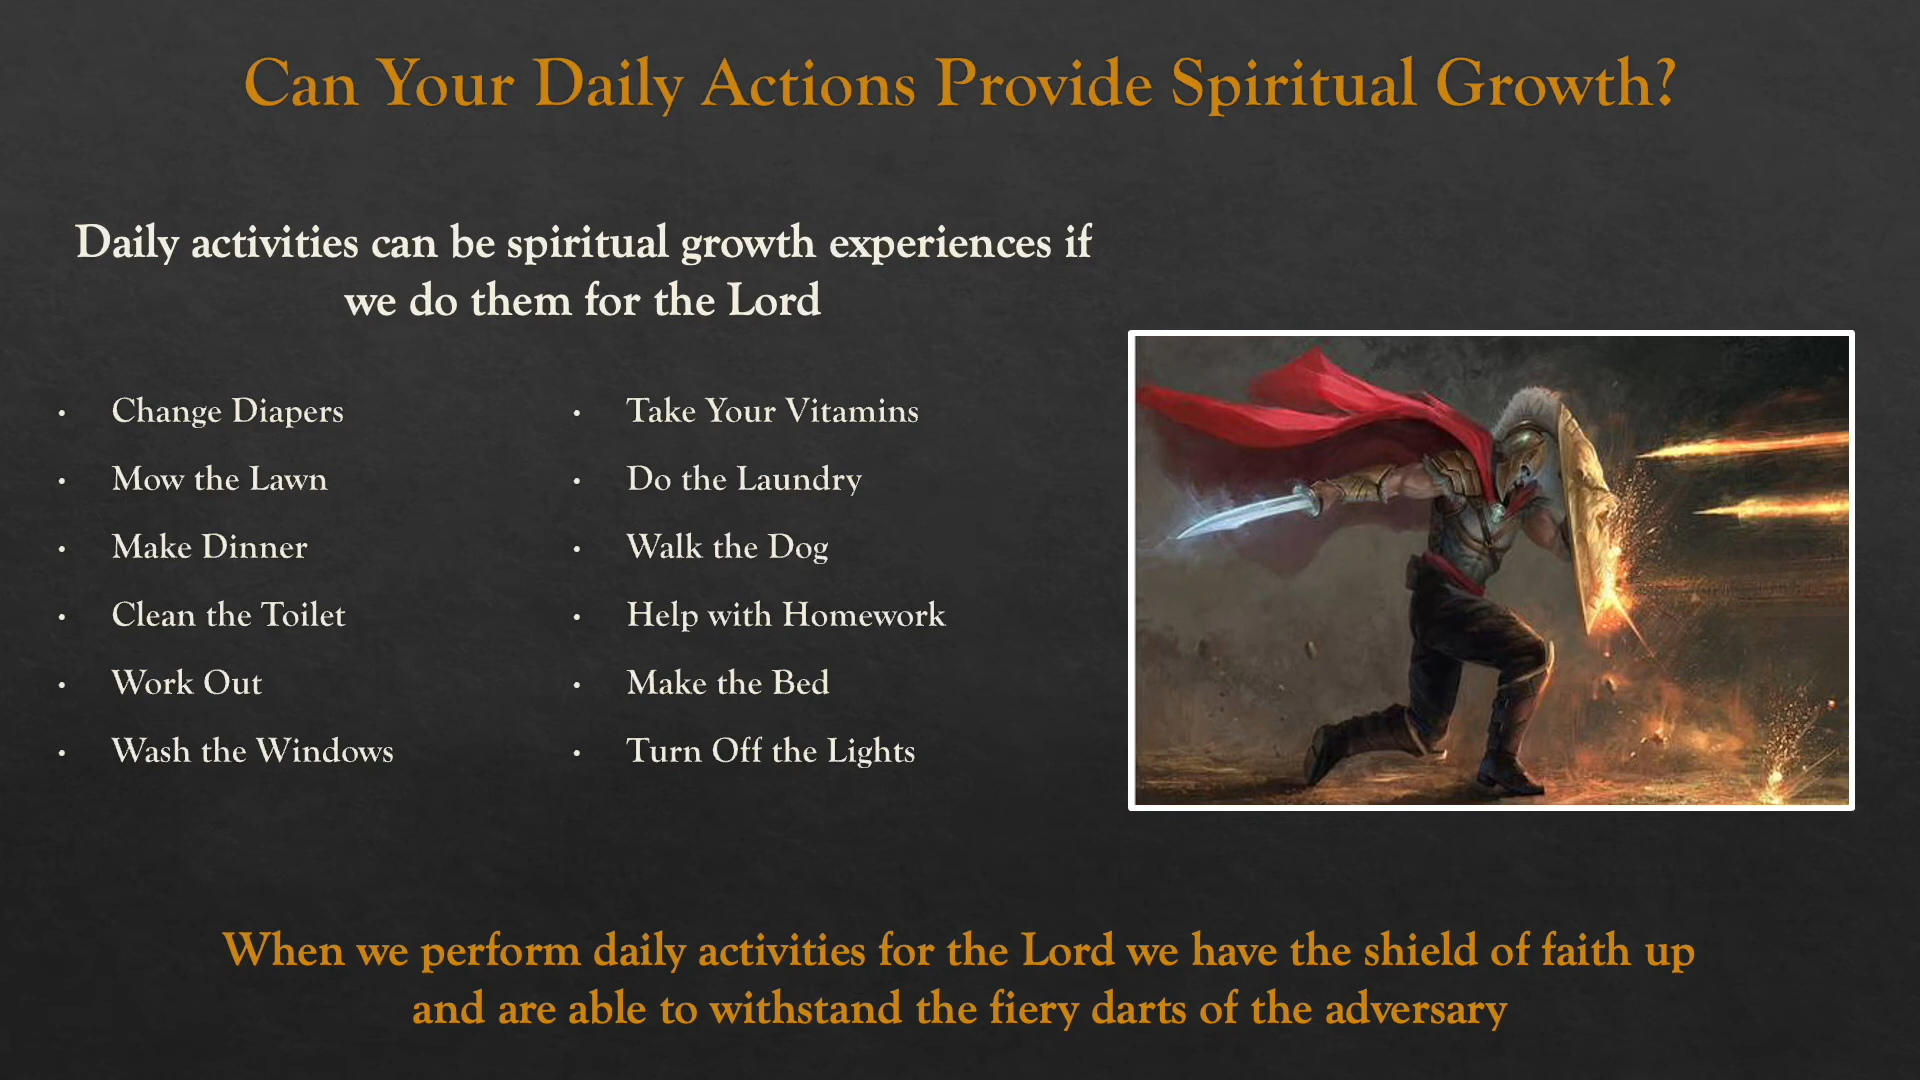 Can Your Daily Actions Provide Spiritual Growth?
Daily activities can be spiritual growth experiences if
we do them for the Lord
• Change Diapers
• Mow the Lawn
• Make Dinner
• Clean the Toilet
• Work Out
• Wash the Windows
• Take Your Vitamins
• Do the Laundry
• Walk the Dog
• Help with Homework
• Make the Bed
• Turn Off the Lights
When we perform daily activities for the Lord we have the shield of faith up
and are able to withstand the fiery darts of the adversary